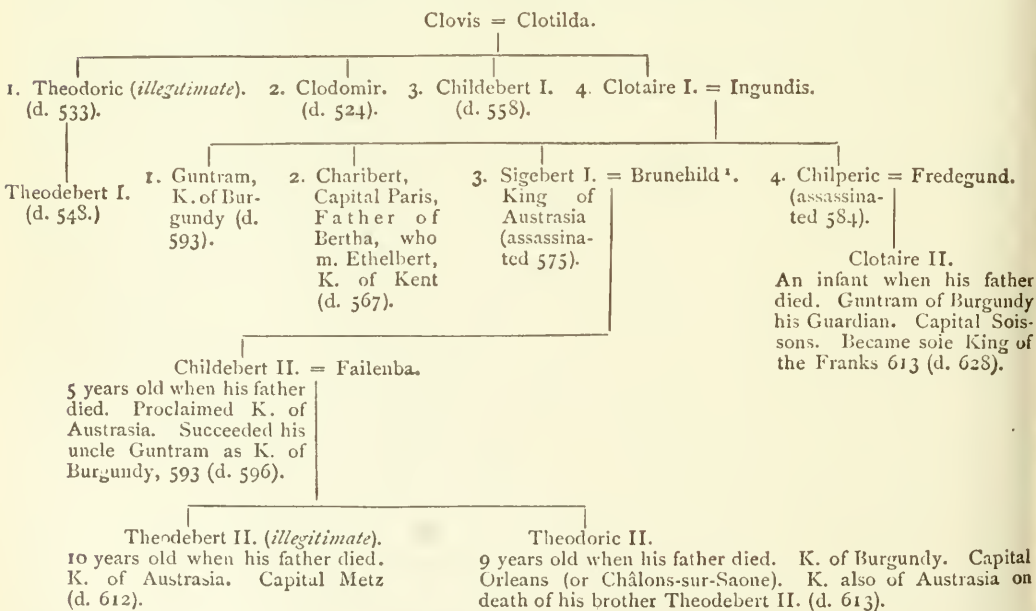 Clovis = Clotilda.
1. Theodoric (illegitimate).
(d. 533).
2. Clodomir.
(d. 524).
3. Childebert I.
(d. 558).
4. Clotaire I. = Ingundis.
Theodebert I.
(d. 548.)
1. Guntram,
K. of Bur-
gundy (d.
593).
2. Charibert,
Capital Paris,
Father of
Bertha, who
m. Ethelbert,
K. of Kent
(d. 567).
3. Sigebert I. = Brunehild ¹.
King of
Austrasia
(assassina-
ted 575).
4. Chilperic = Fredegund.
(assassina-
ted 584).
Clotaire II.
An infant when his father
died. Guntram of Burgundy
his Guardian. Capital Sois-
sons. Became soie King of
the Franks 613 (d. 628).
Childebert II. = Failenba.
5 years old when his father
died. Proclaimed K. of
Austrasia. Succeeded his
uncle Guntram as K. of
Burgundy, 593 (d. 596).
Theodebert II. (illegitimate).
10 years old when his father died.
K. of Austrasia. Capital Metz
(d. 612).
Theodoric II.
9 years old when his father died. K. of Burgundy. Capital
Orleans (or Châlons-sur-Saone). K. also of Austrasia on
death of his brother Theodebert II. (d. 613).